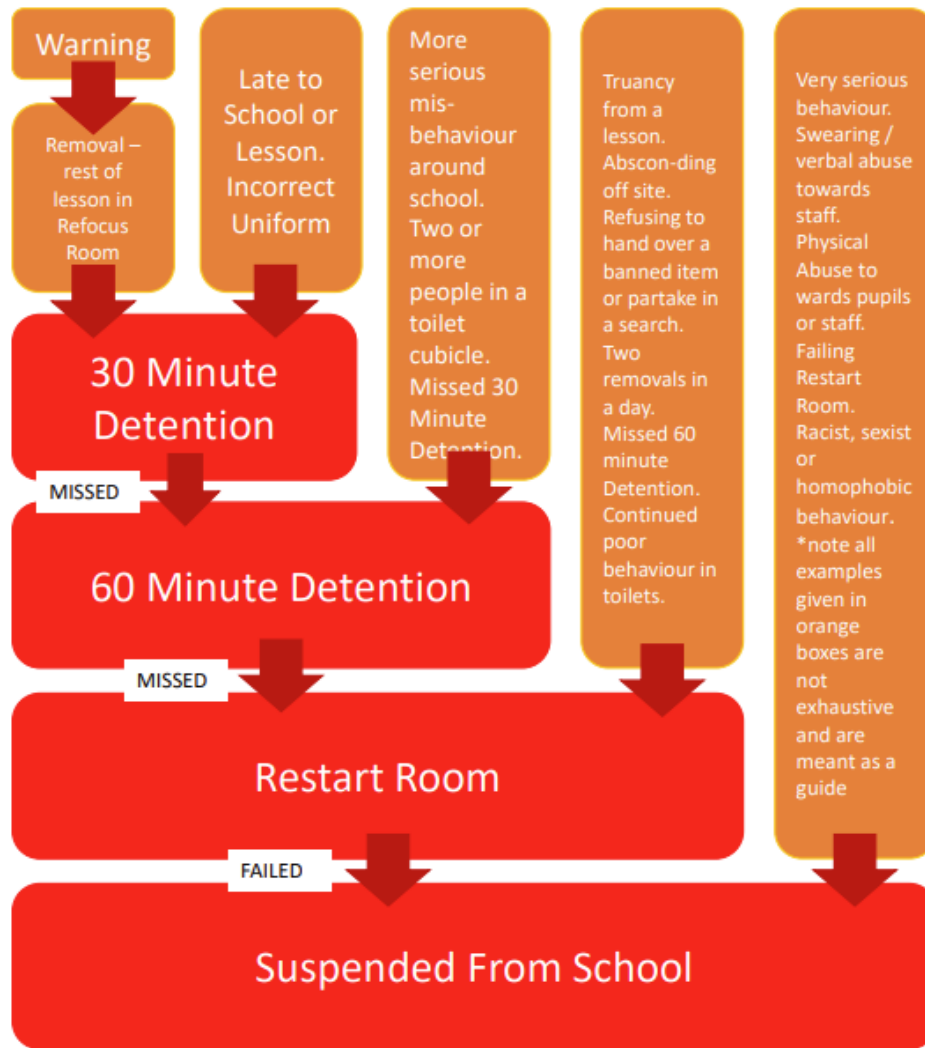 Warning
Removal –
rest of
lesson in
Refocus
Room
Late to
School or
Lesson.
Incorrect
Uniform
30 Minute
Detention
MISSED
More
serious
mis-
behaviour
around
school.
Two or
more
people in a
toilet
cubicle.
Missed 30
Minute
Detention.
60 Minute Detention
MISSED
Truancy
from a
lesson.
Abscon-ding
off site.
Refusing to
hand over a
banned item
or partake in
a search.
Two
removals in
a day.
Missed 60
minute
Detention.
Continued
poor
behaviour in
toilets.
Restart Room
FAILED
Very serious
behaviour.
Swearing /
verbal abuse
towards
staff.
Physical
Abuse to
wards pupils
or staff.
Failing
Restart
Room.
Racist, sexist
or
homophobic
behaviour.
*note all
examples
given in
orange
boxes are
not
exhaustive
and are
meant as a
guide
Suspended From School